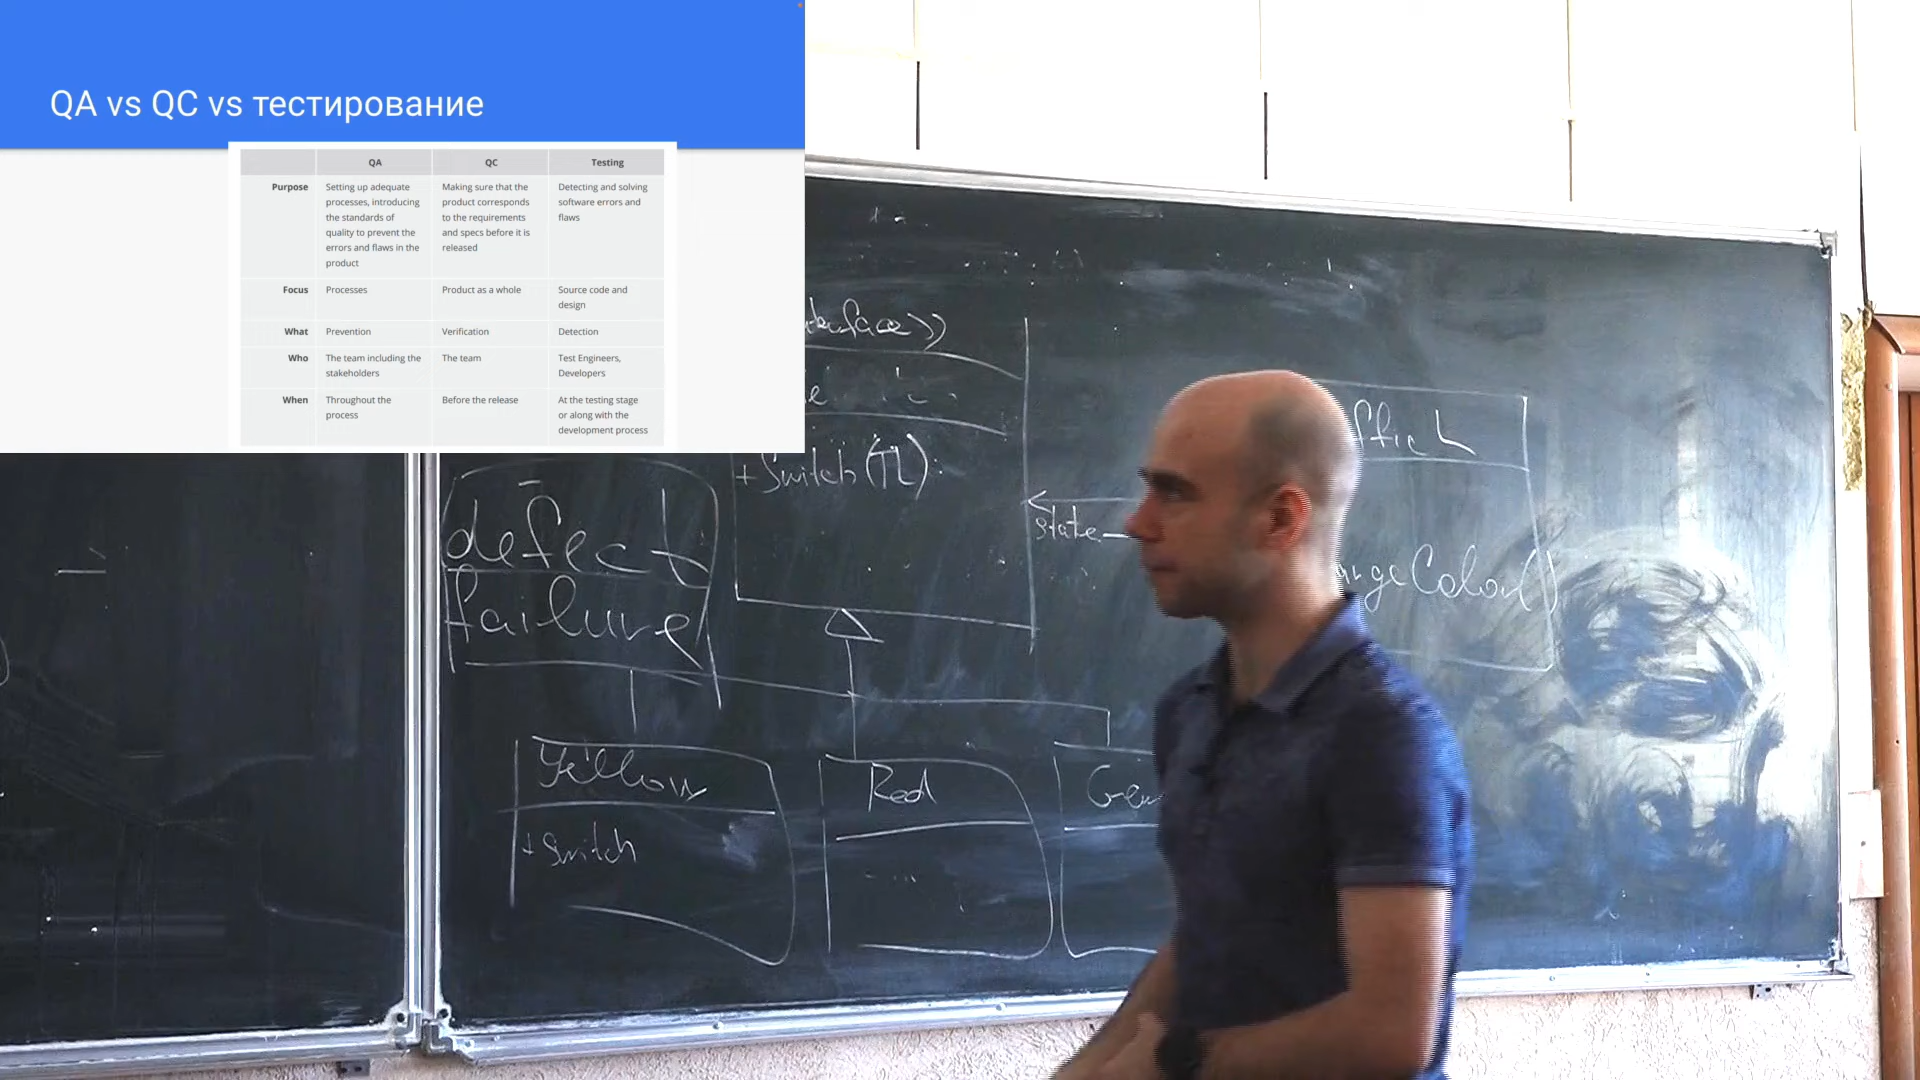 QA vs QC vs тестирование
QA QC Testing
Purpose
Setting up adequate
processes, introducing
the standards of
quality to prevent the
errors and flaws in the
product
Making sure that the
product corresponds
to the requirements
and specs before it is
released
Detecting and solving
software errors and
flaws
Focus
Processes
Product as a whole
Source code and
design
What
Prevention
Verification
Detection
Who
The team including the
stakeholders
The team
Test Engineers,
Developers
When
Throughout the
process
Before the release
At the testing stage
or along with the
development process
+ Switch (TL):
defect
failure
state
Yellow
+ Switch
Red
....